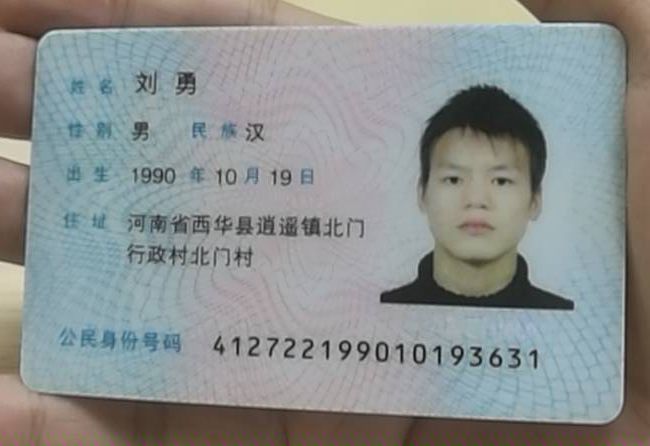 姓名 刘勇
性别 男 民族 汉
出生 1990 年 10 月 19 日
住址 河南省西华县逍遥镇北门
行政村北门村
公民身份号码 412722199010193631